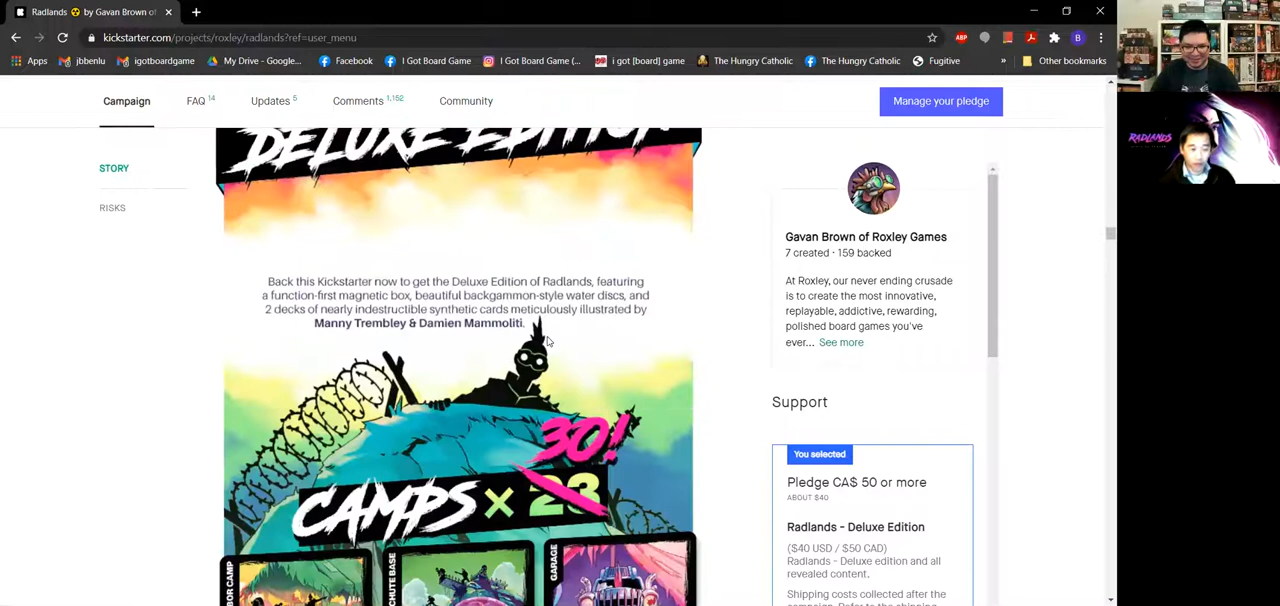 Radlands ☢ by Gavan Brown of
kickstarter.com/projects/roxley/radlands?ref=user_menu
ABP
B
Apps
jbbenlu
igotboardgame
My Drive - Google...
Facebook
I Got Board Game
I Got Board Game (...
i got [board] game
The Hungry Catholic
The Hungry Catholic
Fugitive
»
Other bookmarks
Campaign
FAQ 14
Updates 5
Comments 1,152
Community
Manage your pledge
STORY
RISKS
DELUXE EDITION
Back this Kickstarter now to get the Deluxe Edition of Radlands, featuring
a function-first magnetic box, beautiful backgammon-style water discs, and
2 decks of nearly indestructible synthetic cards meticulously illustrated by
Manny Trembley & Damien Mammoliti.
30!
CAMPS × 23
CHUTE BASE
GARAGE
Gavan Brown of Roxley Games
7 created · 159 backed
At Roxley, our never ending crusade
is to create the most innovative,
replayable, addictive, rewarding,
polished board games you've
ever... See more
Support
You selected
Pledge CA$ 50 or more
ABOUT $40
Radlands - Deluxe Edition
($40 USD / $50 CAD)
Radlands - Deluxe edition and all
revealed content.
Shipping costs collected after the
RADLANDS